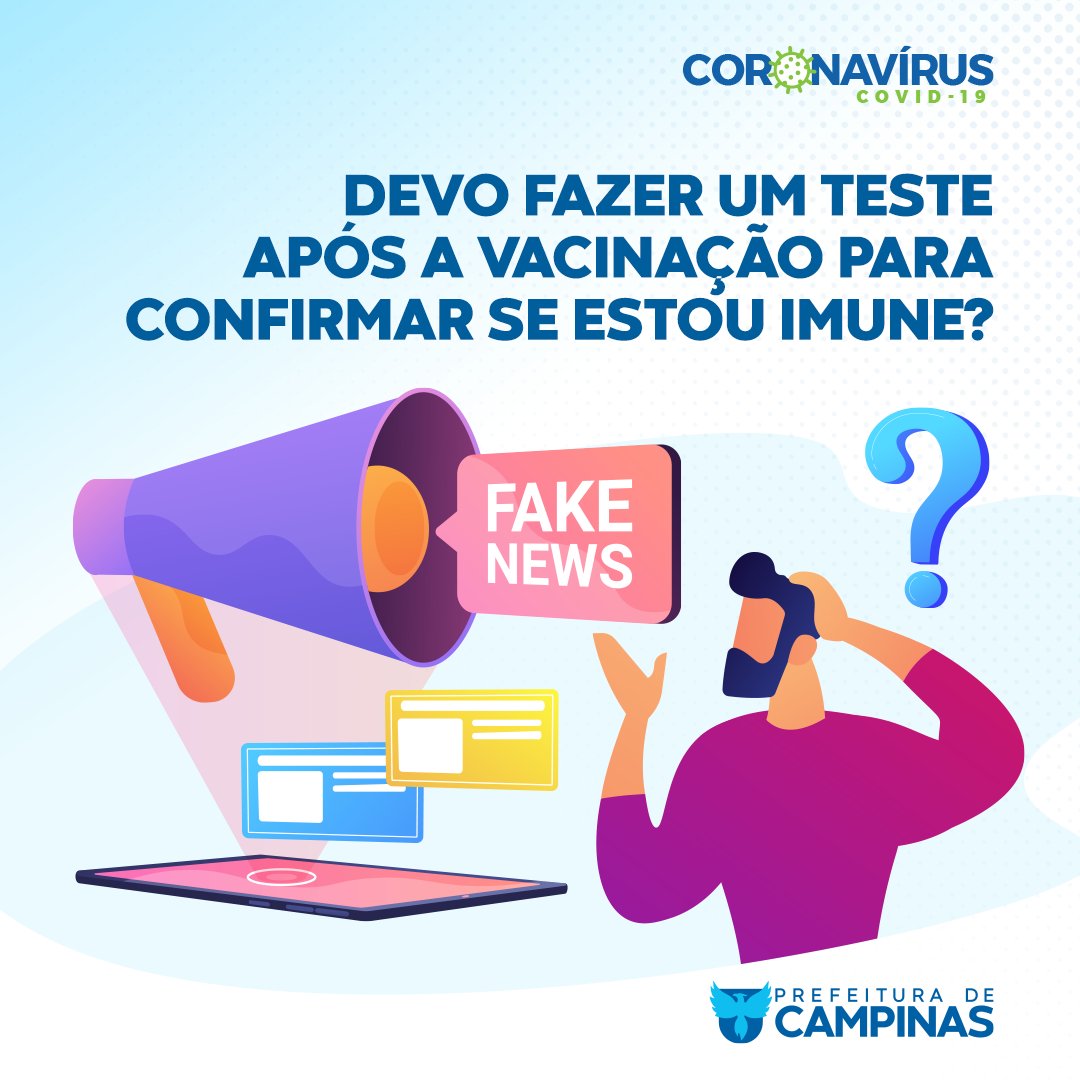 CORONAVÍRUS
COVID-19
DEVO FAZER UM TESTE
APÓS A VACINAÇÃO PARA
CONFIRMAR SE ESTOU IMUNE?
FAKE
NEWS
PREFEITURA DE
CAMPINAS